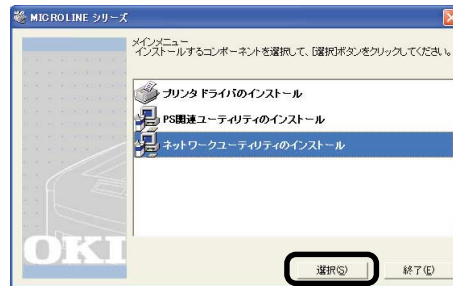 MICROLINE シリーズ
メインメニュー
インストールするコンポーネントを選択して、[選択]ボタンをクリックしてください。
プリンタ ドライバのインストール
PS関連ユーティリティのインストール
ネットワークユーティリティのインストール
OKI
選択(S)
終了(E)